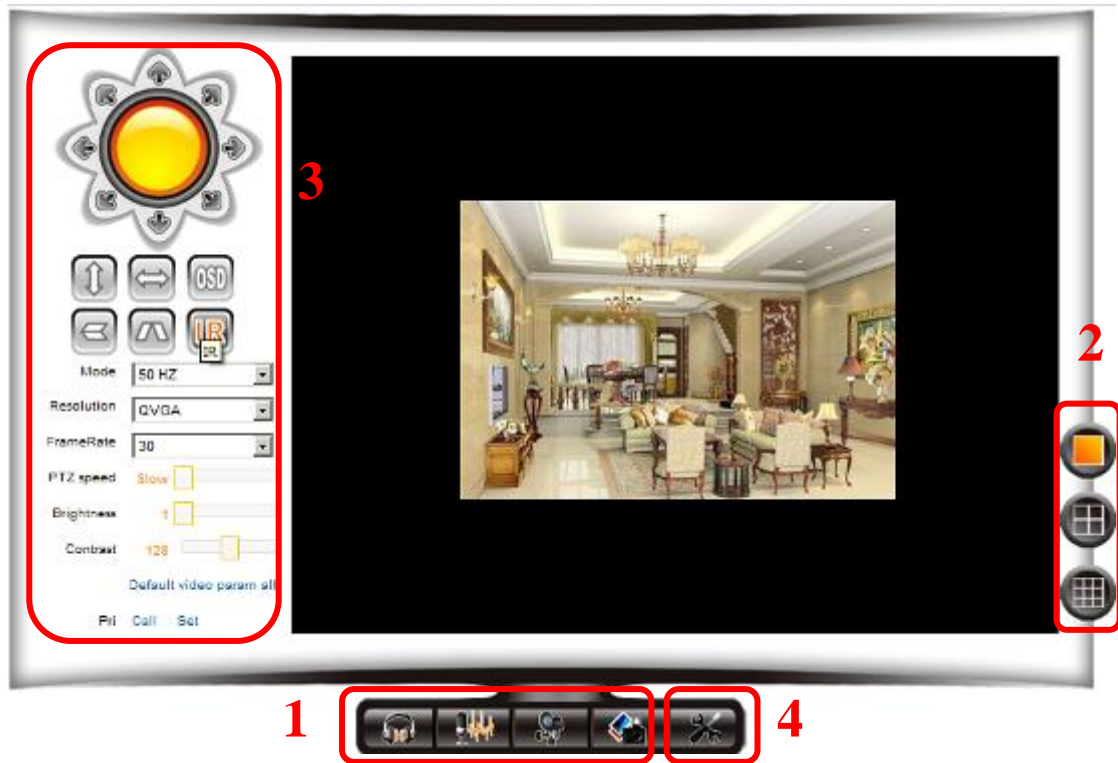 3
OSD
IR
IR
Mode 50 HZ
Resolution QVGA
FrameRate 30
PTZ speed Slow
Brightness 1
Contrast 128
Default video param all
Pri Call Set
2
1
4